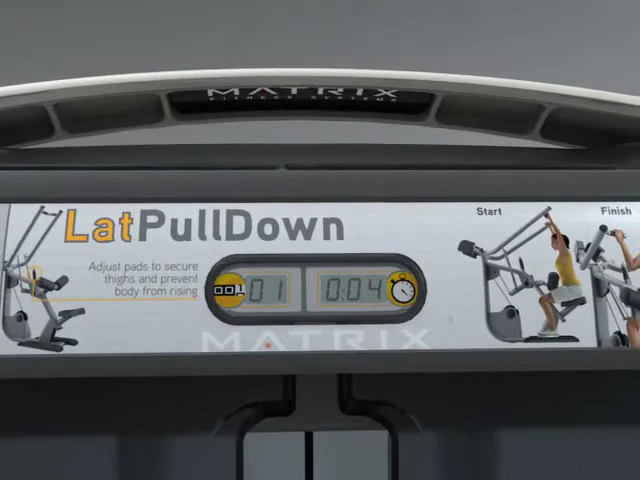 MATRIX
FITNESS SYSTEMS
LatPullDown
Start
Finish
Adjust pads to secure
thighs and prevent
body from rising
01
0:04
MATRIX